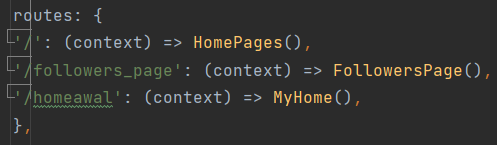 routes: {
'/': (context) => HomePages(),
'/followers_page': (context) => FollowersPage(),
'/homeawal': (context) => MyHome(),
},